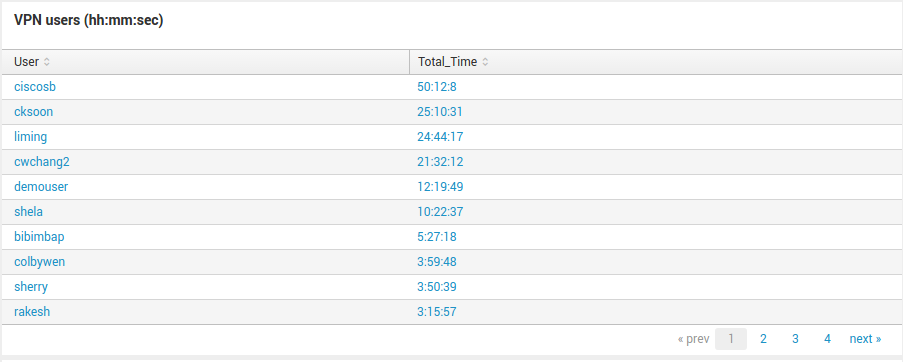 VPN users (hh:mm:sec)
User Total_Time
ciscosb 50:12:8
cksoon 25:10:31
liming 24:44:17
cwchang2 21:32:12
demouser 12:19:49
shela 10:22:37
bibimbap 5:27:18
colbywen 3:59:48
sherry 3:50:39
rakesh 3:15:57
« prev 1 2 3 4 next »